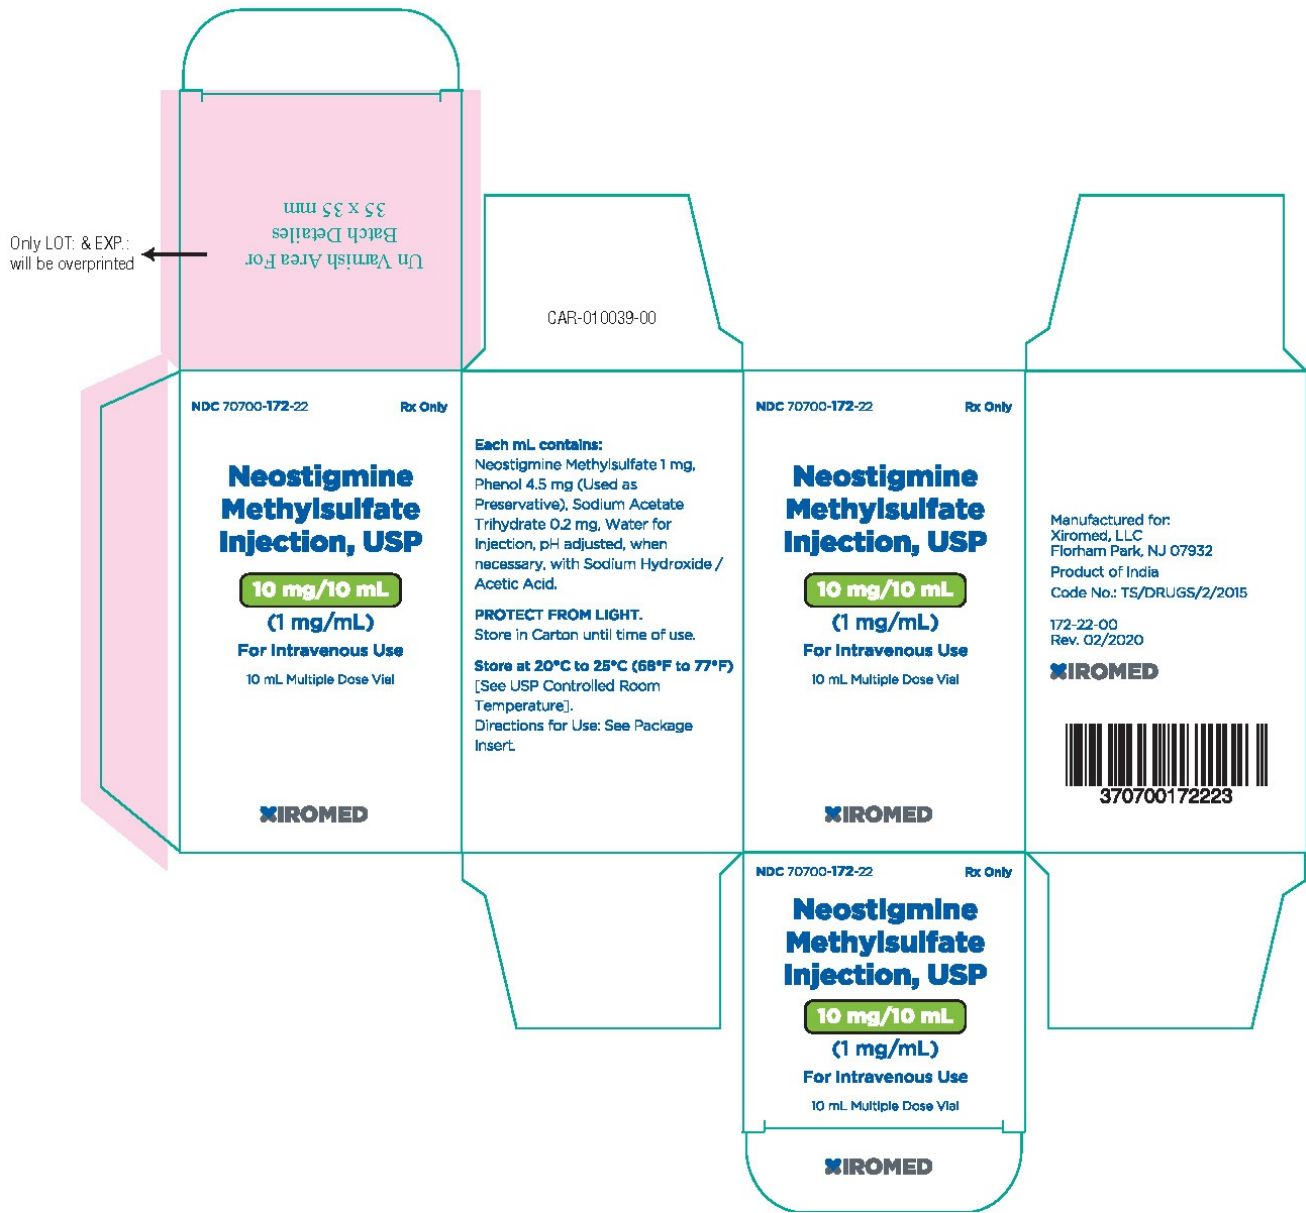 Un Varnish Area For
Batch Detailes
35 x 35 mm
Only LOT: & EXP.:
will be overprinted
CAR-010039-00
NDC 70700-172-22 Rx Only
Neostigmine
Methylsulfate
Injection, USP
10 mg/10 mL
(1 mg/mL)
For Intravenous Use
10 mL Multiple Dose Vial
XIROMED
Each mL contains:
Neostigmine Methylsulfate 1 mg,
Phenol 4.5 mg (Used as
Preservative), Sodium Acetate
Trihydrate 0.2 mg, Water for
Injection, pH adjusted, when
necessary, with Sodium Hydroxide /
Acetic Acid.
PROTECT FROM LIGHT.
Store in Carton until time of use.
Store at 20°C to 25°C (68°F to 77°F)
[See USP Controlled Room
Temperature].
Directions for Use: See Package
Insert.
NDC 70700-172-22 Rx Only
Neostigmine
Methylsulfate
Injection, USP
10 mg/10 mL
(1 mg/mL)
For Intravenous Use
10 mL Multiple Dose Vial
XIROMED
Manufactured for:
Xiromed, LLC
Florham Park, NJ 07932
Product of India
Code No.: TS/DRUGS/2/2015
172-22-00
Rev. 02/2020
XIROMED
370700172223
NDC 70700-172-22 Rx Only
Neostigmine
Methylsulfate
Injection, USP
10 mg/10 mL
(1 mg/mL)
For Intravenous Use
10 mL Multiple Dose Vial
XIROMED